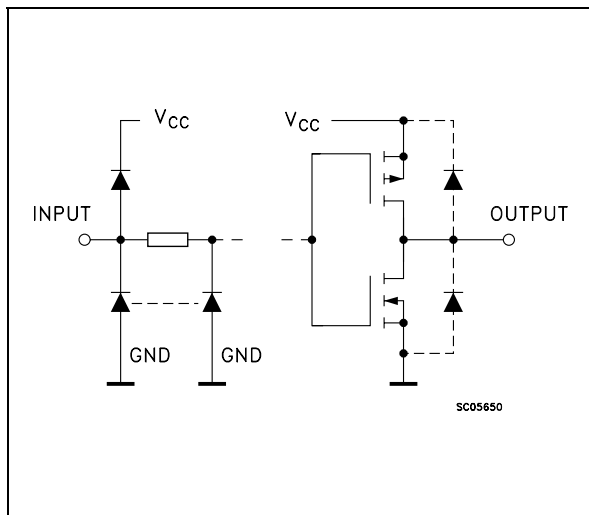 VCC
VCC
INPUT
OUTPUT
GND
GND
SC05650